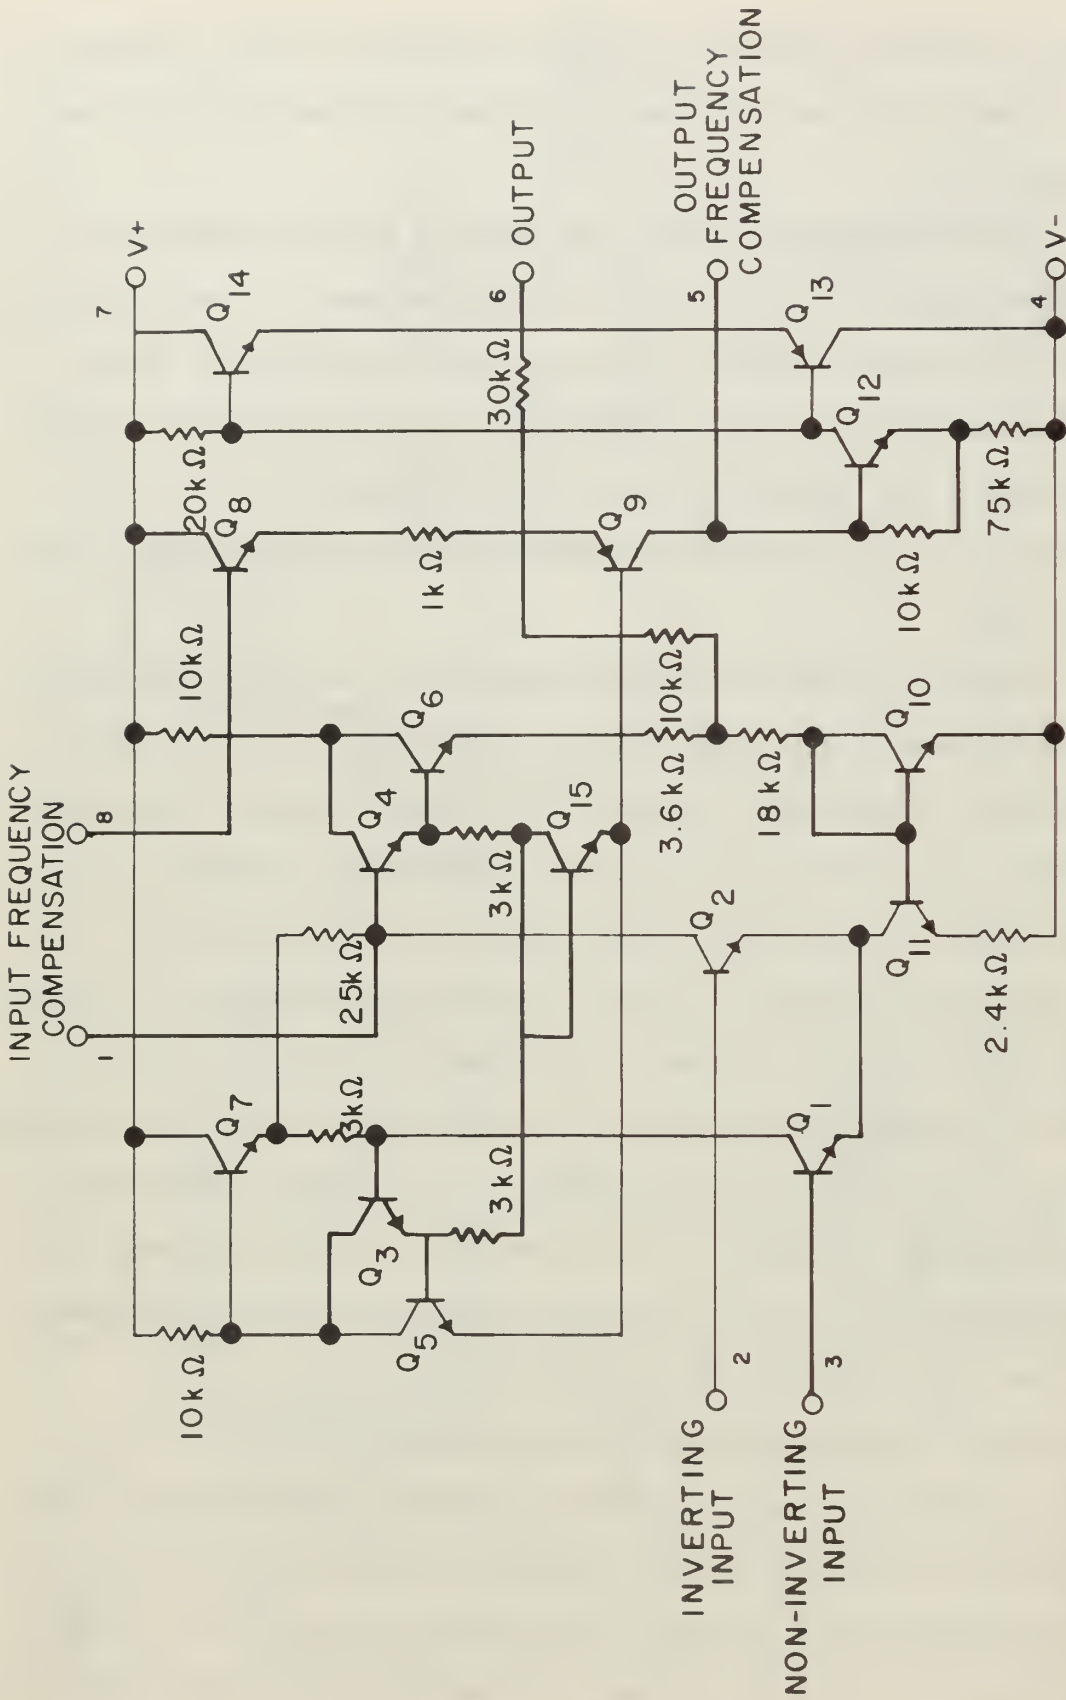 INPUT FREQUENCY
COMPENSATION
1
8
7
V+
10kΩ
Q7
3kΩ
25kΩ
10kΩ
Q8
20kΩ
Q14
Q3
Q5
3kΩ
Q4
3kΩ
Q6
Q15
1kΩ
Q9
30kΩ
6
OUTPUT
INVERTING
INPUT
2
Q2
3.6kΩ
10kΩ
18kΩ
5
OUTPUT
FREQUENCY
COMPENSATION
NON-INVERTING
INPUT
3
Q1
Q11
Q10
2.4kΩ
10kΩ
Q12
Q13
75kΩ
4
V-